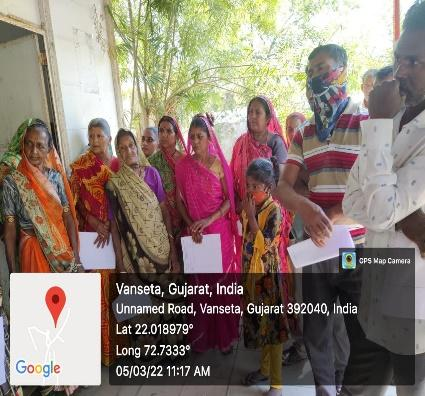 GPS Map Camera
Vanseta, Gujarat, India
Unnamed Road, Vanseta, Gujarat 392040, India
Lat 22.018979°
Long 72.7333°
05/03/22 11:17 AM
Google